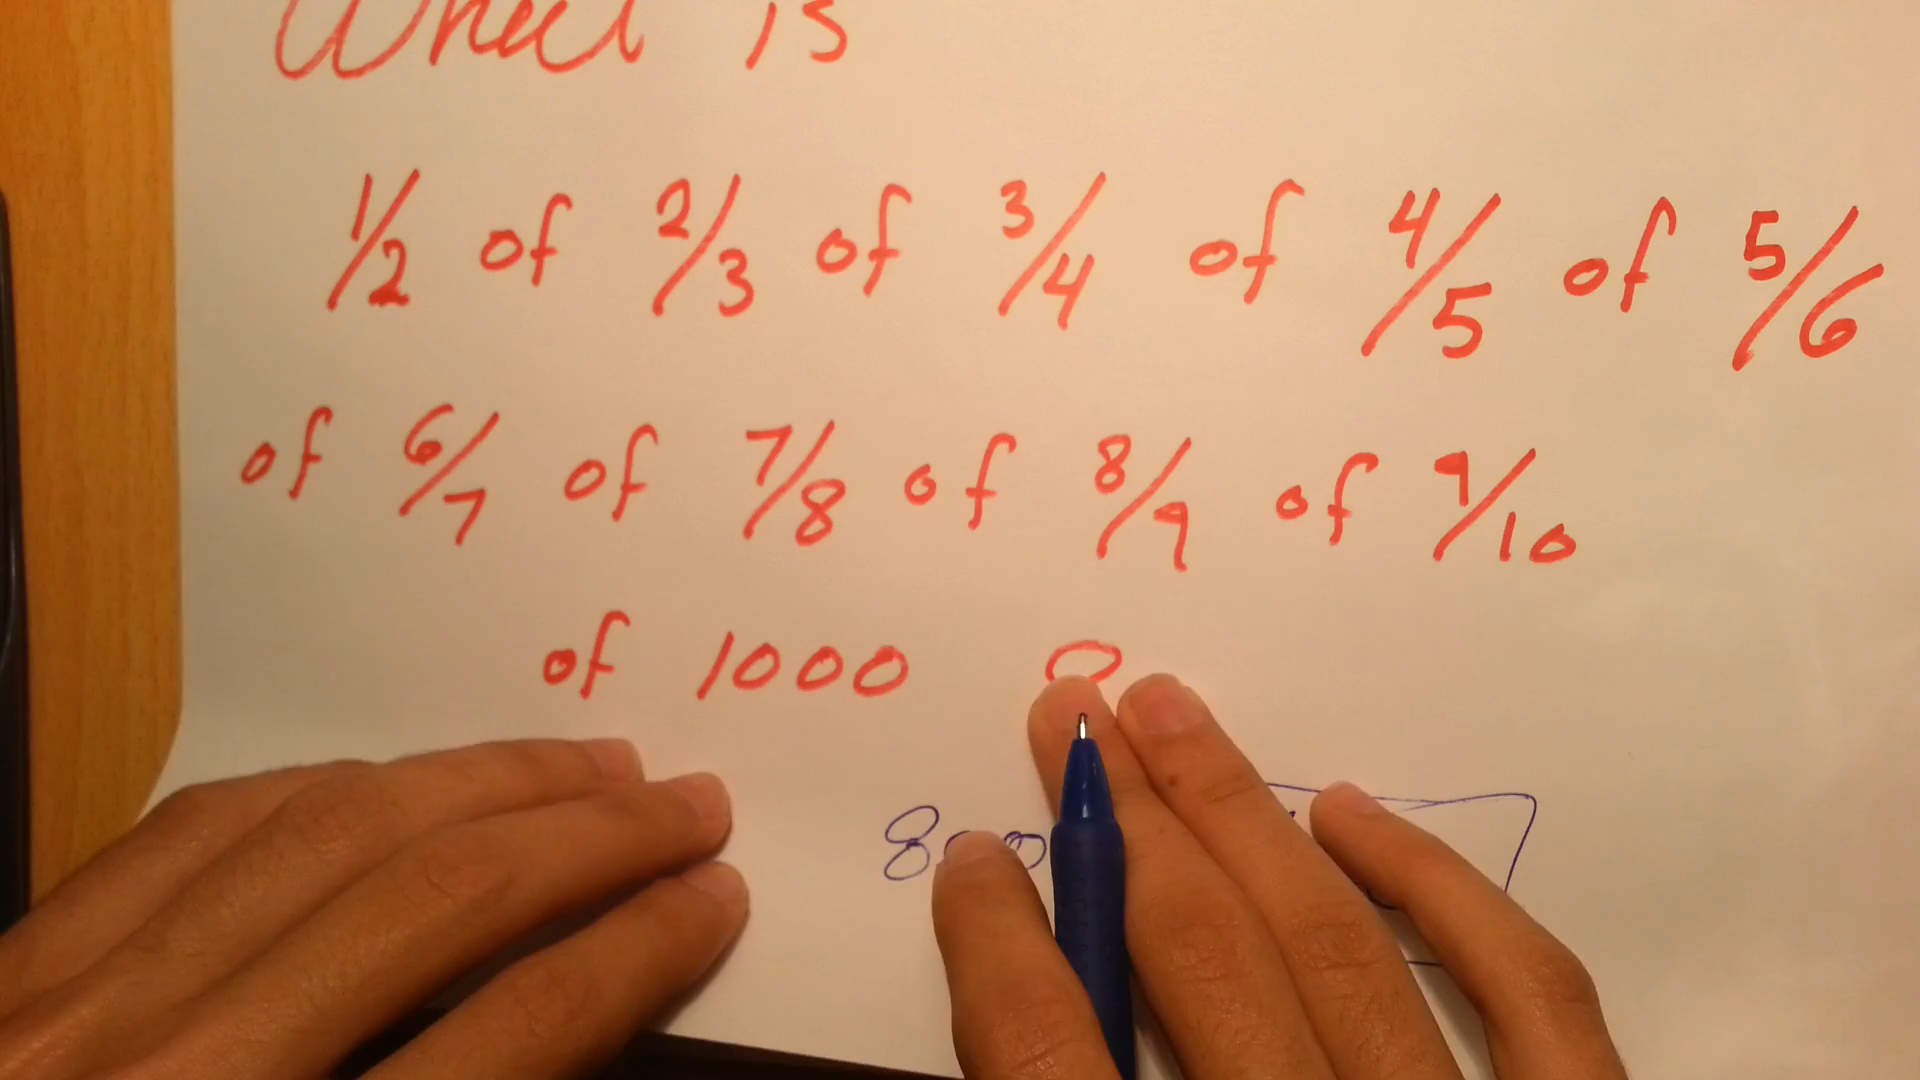 What is
1/2 of 2/3 of 3/4 of 4/5 of 5/6
of 6/7 of 7/8 of 8/9 of 9/10
of 1000